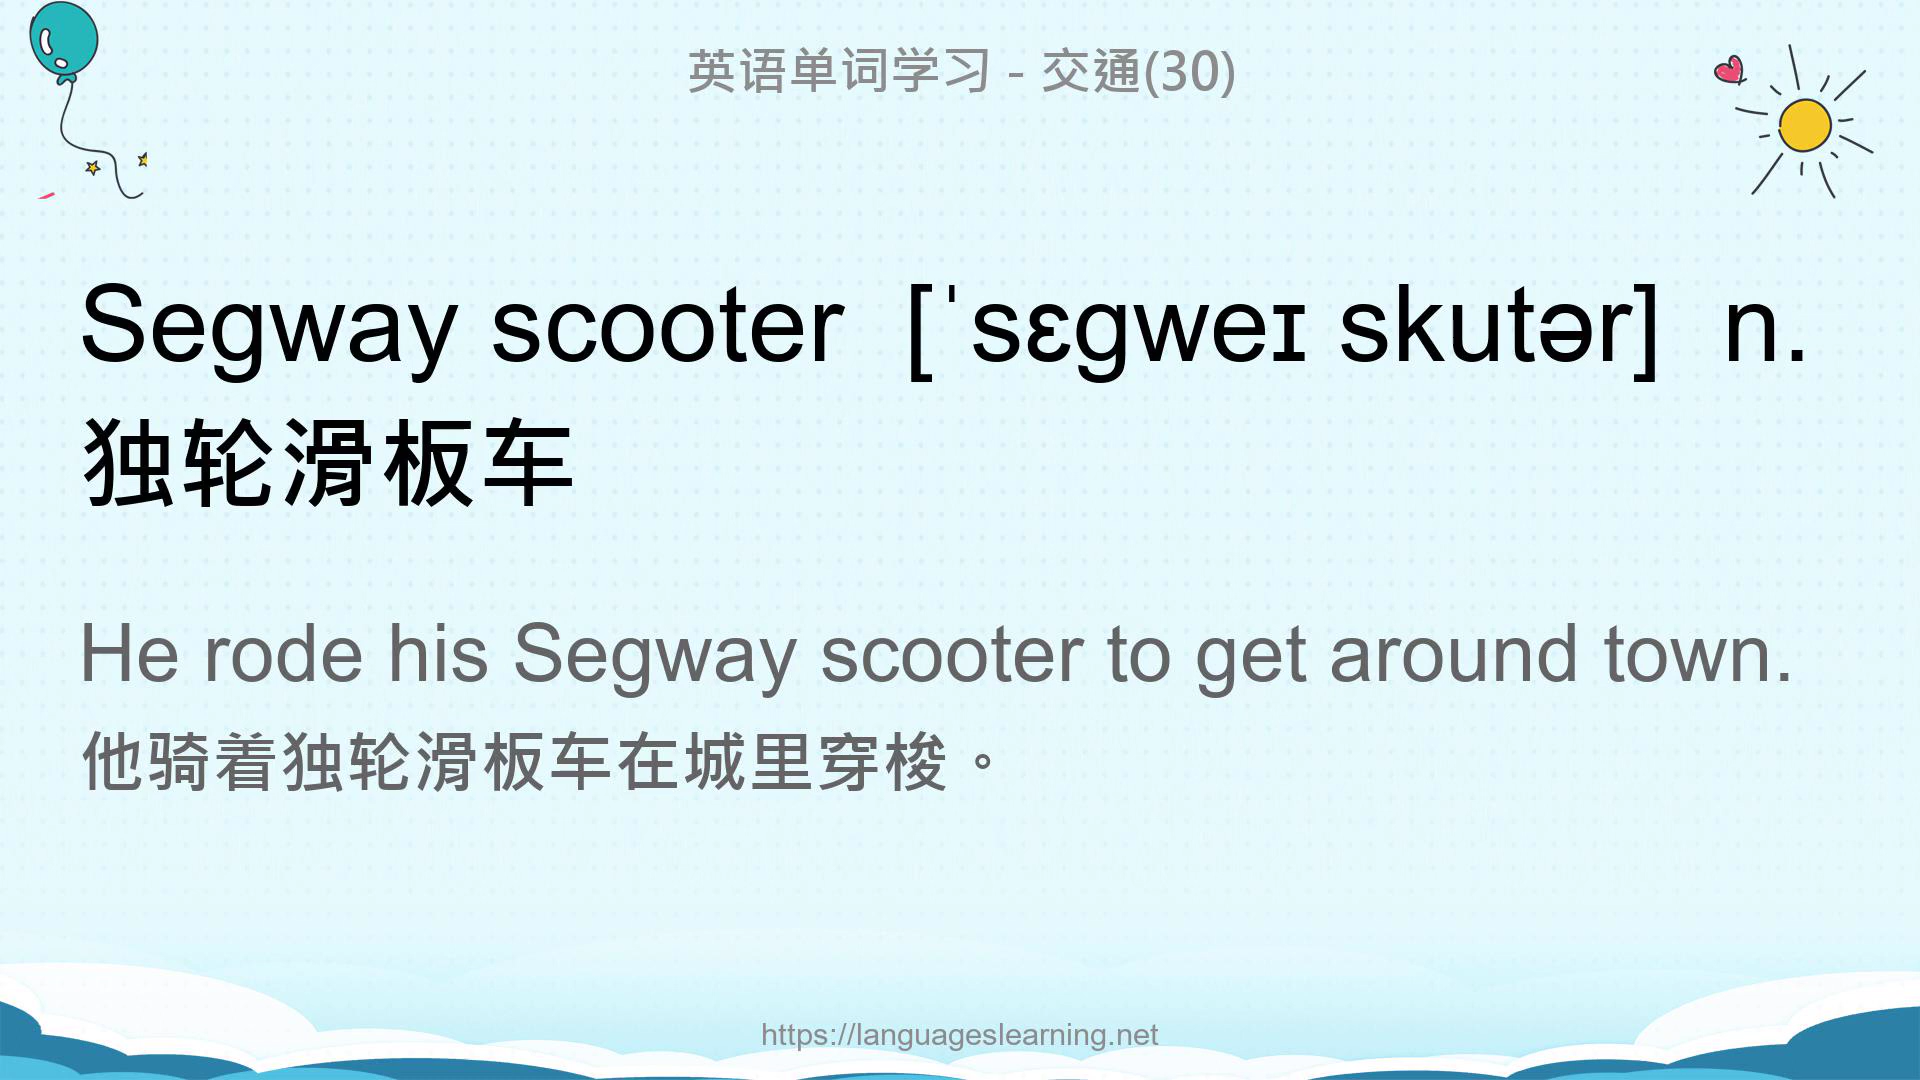 英语单词学习 - 交通(30)
Segway scooter [ˈsɛgweɪ skutər] n.
独轮滑板车
He rode his Segway scooter to get around town.
他骑着独轮滑板车在城里穿梭。
https://languageslearning.net